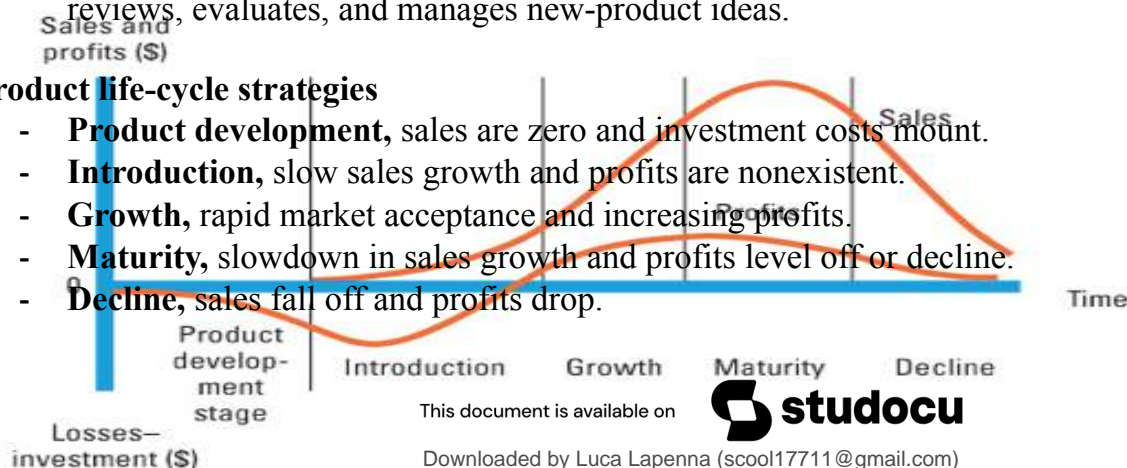 reviews, evaluates, and manages new-product ideas.
Sales and
profits ($)
roduct life-cycle strategies
- Product development, sales are zero and investment costs mount.
Sales
- Introduction, slow sales growth and profits are nonexistent.
- Growth, rapid market acceptance and increasing profits.
Profits
- Maturity, slowdown in sales growth and profits level off or decline.
0
- Decline, sales fall off and profits drop.
Time
Product
develop-
ment
stage
Introduction
Growth
Maturity
Decline
Losses–
investment ($)
This document is available on
studocu
Downloaded by Luca Lapenna (scool17711@gmail.com)